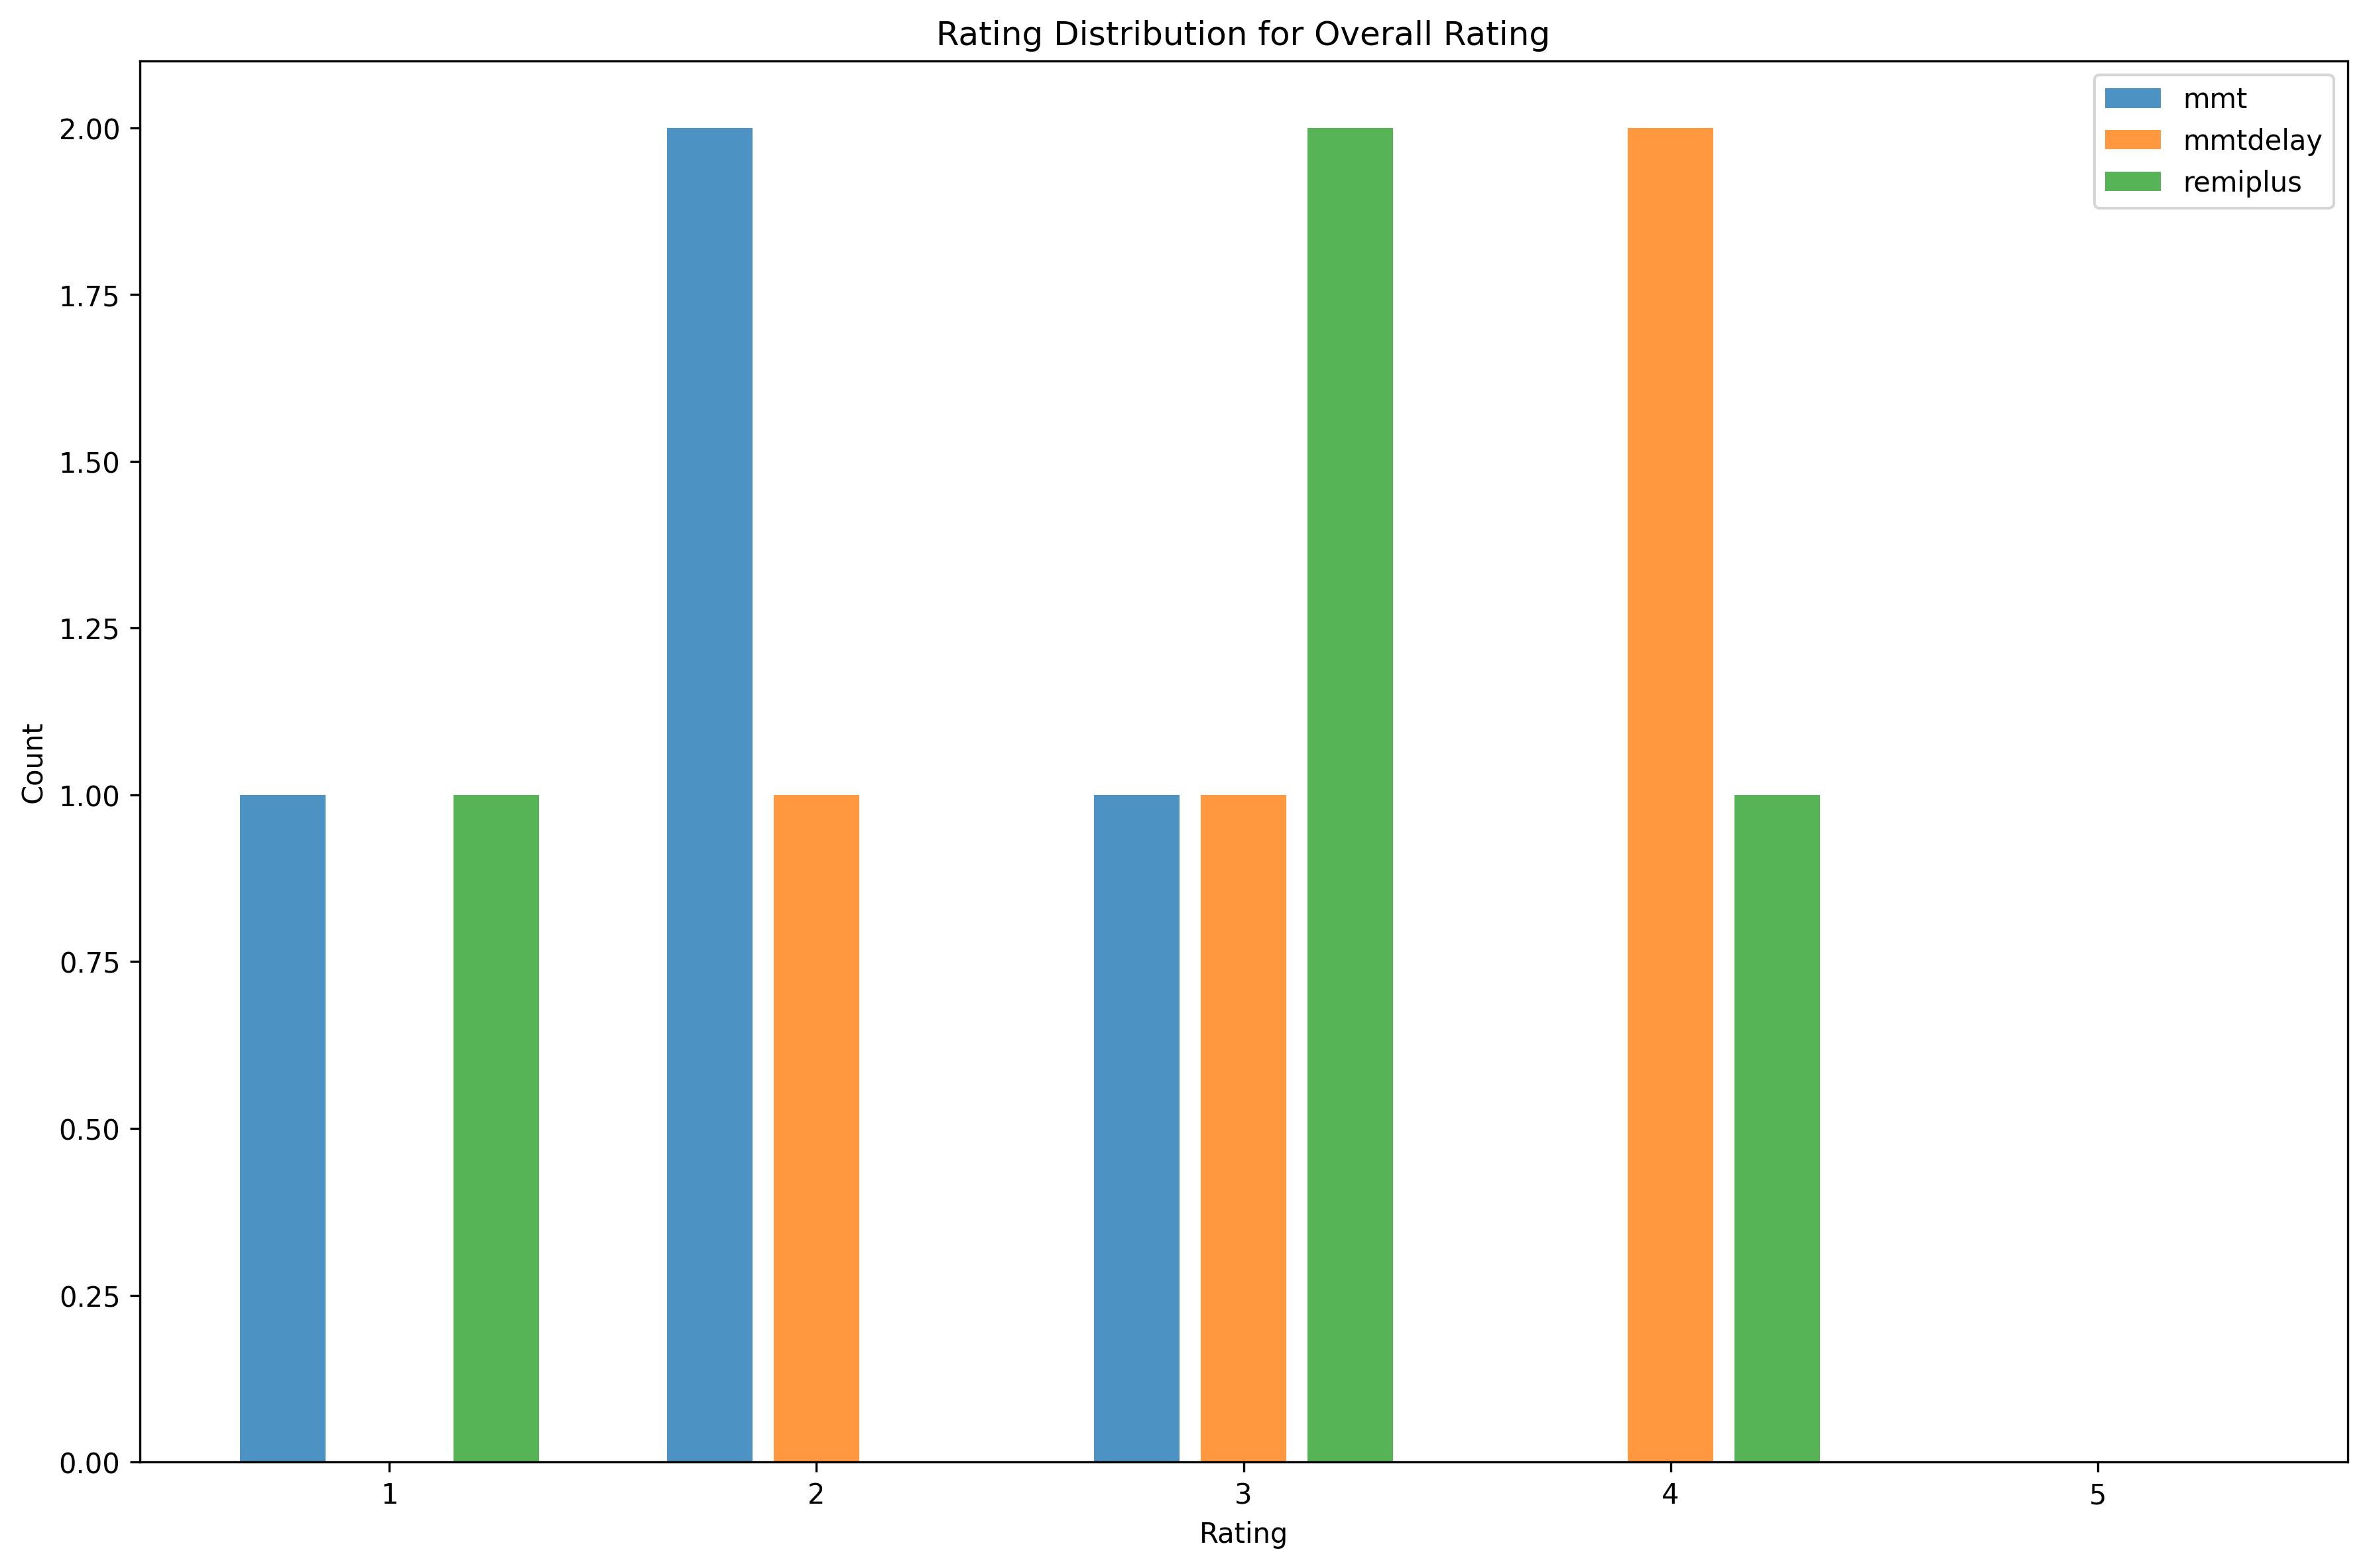 Rating Distribution for Overall Rating
mmt
mmtdelay
remiplus
2.00
1.75
1.50
1.25
1.00
0.75
0.50
0.25
0.00
Count
1 2 3 4 5
Rating